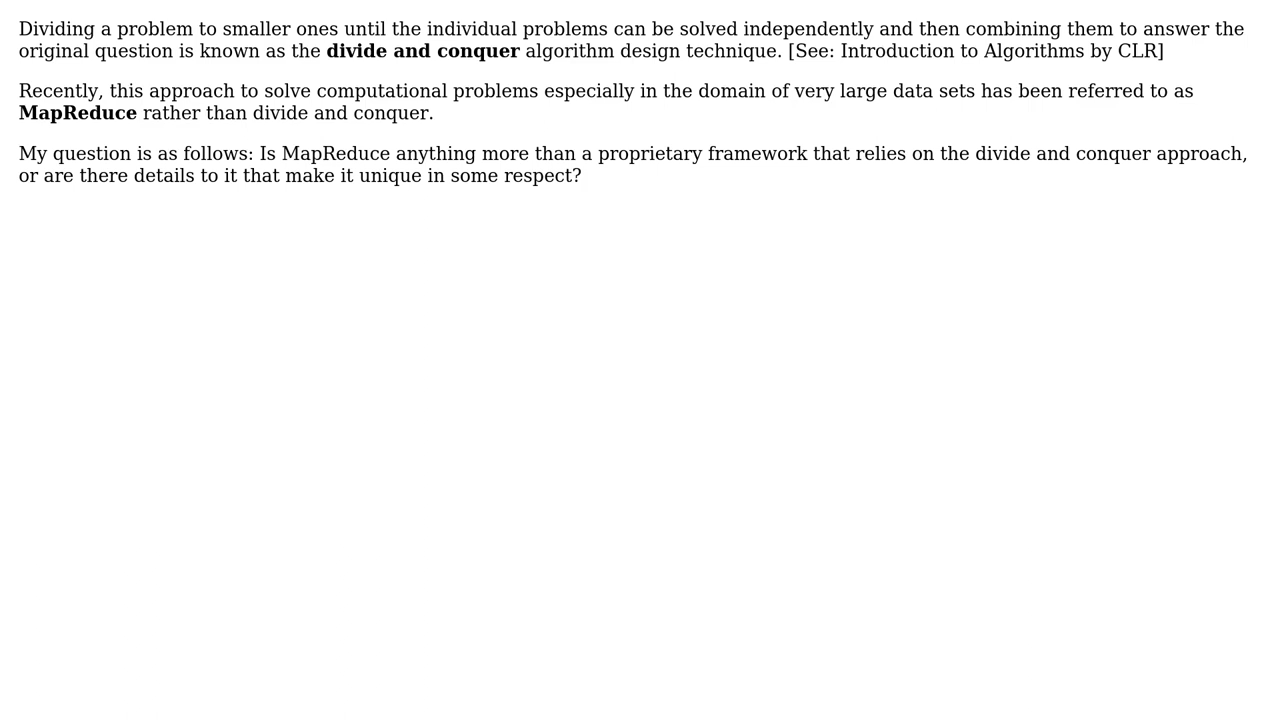 Dividing a problem to smaller ones until the individual problems can be solved independently and then combining them to answer the
original question is known as the divide and conquer algorithm design technique. [See: Introduction to Algorithms by CLR]
Recently, this approach to solve computational problems especially in the domain of very large data sets has been referred to as
MapReduce rather than divide and conquer.
My question is as follows: Is MapReduce anything more than a proprietary framework that relies on the divide and conquer approach,
or are there details to it that make it unique in some respect?